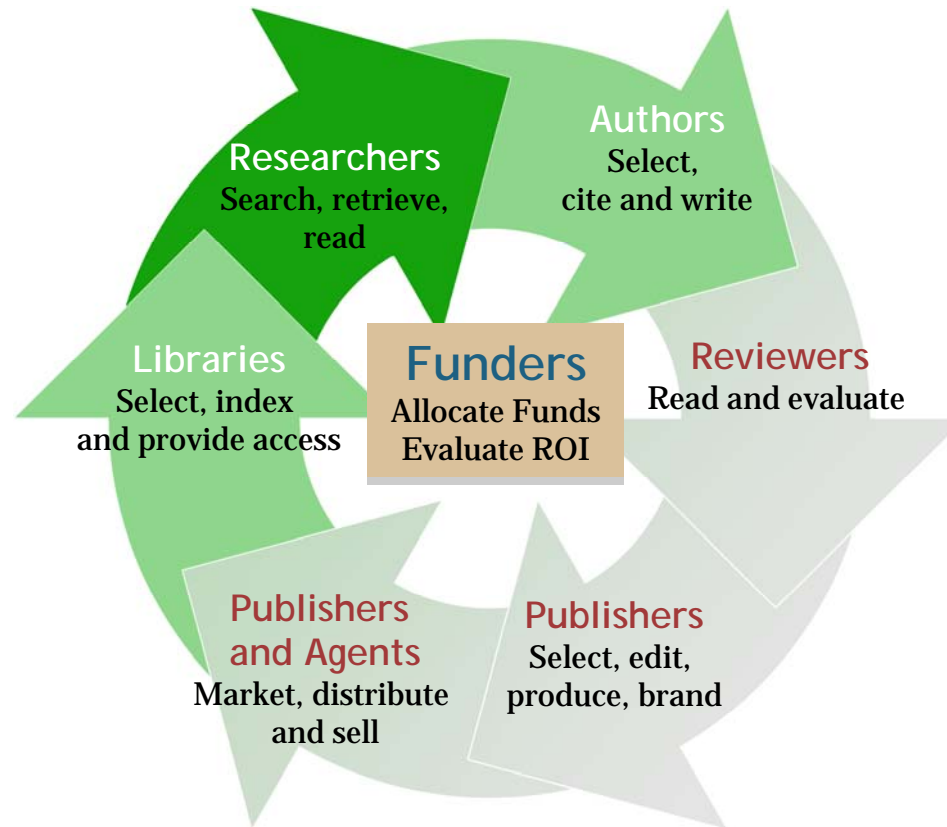 Researchers
Search, retrieve,
read
Authors
Select,
cite and write
Reviewers
Read and evaluate
Publishers
Select, edit,
produce, brand
Publishers
and Agents
Market, distribute
and sell
Libraries
Select, index
and provide access
Funders
Allocate Funds
Evaluate ROI